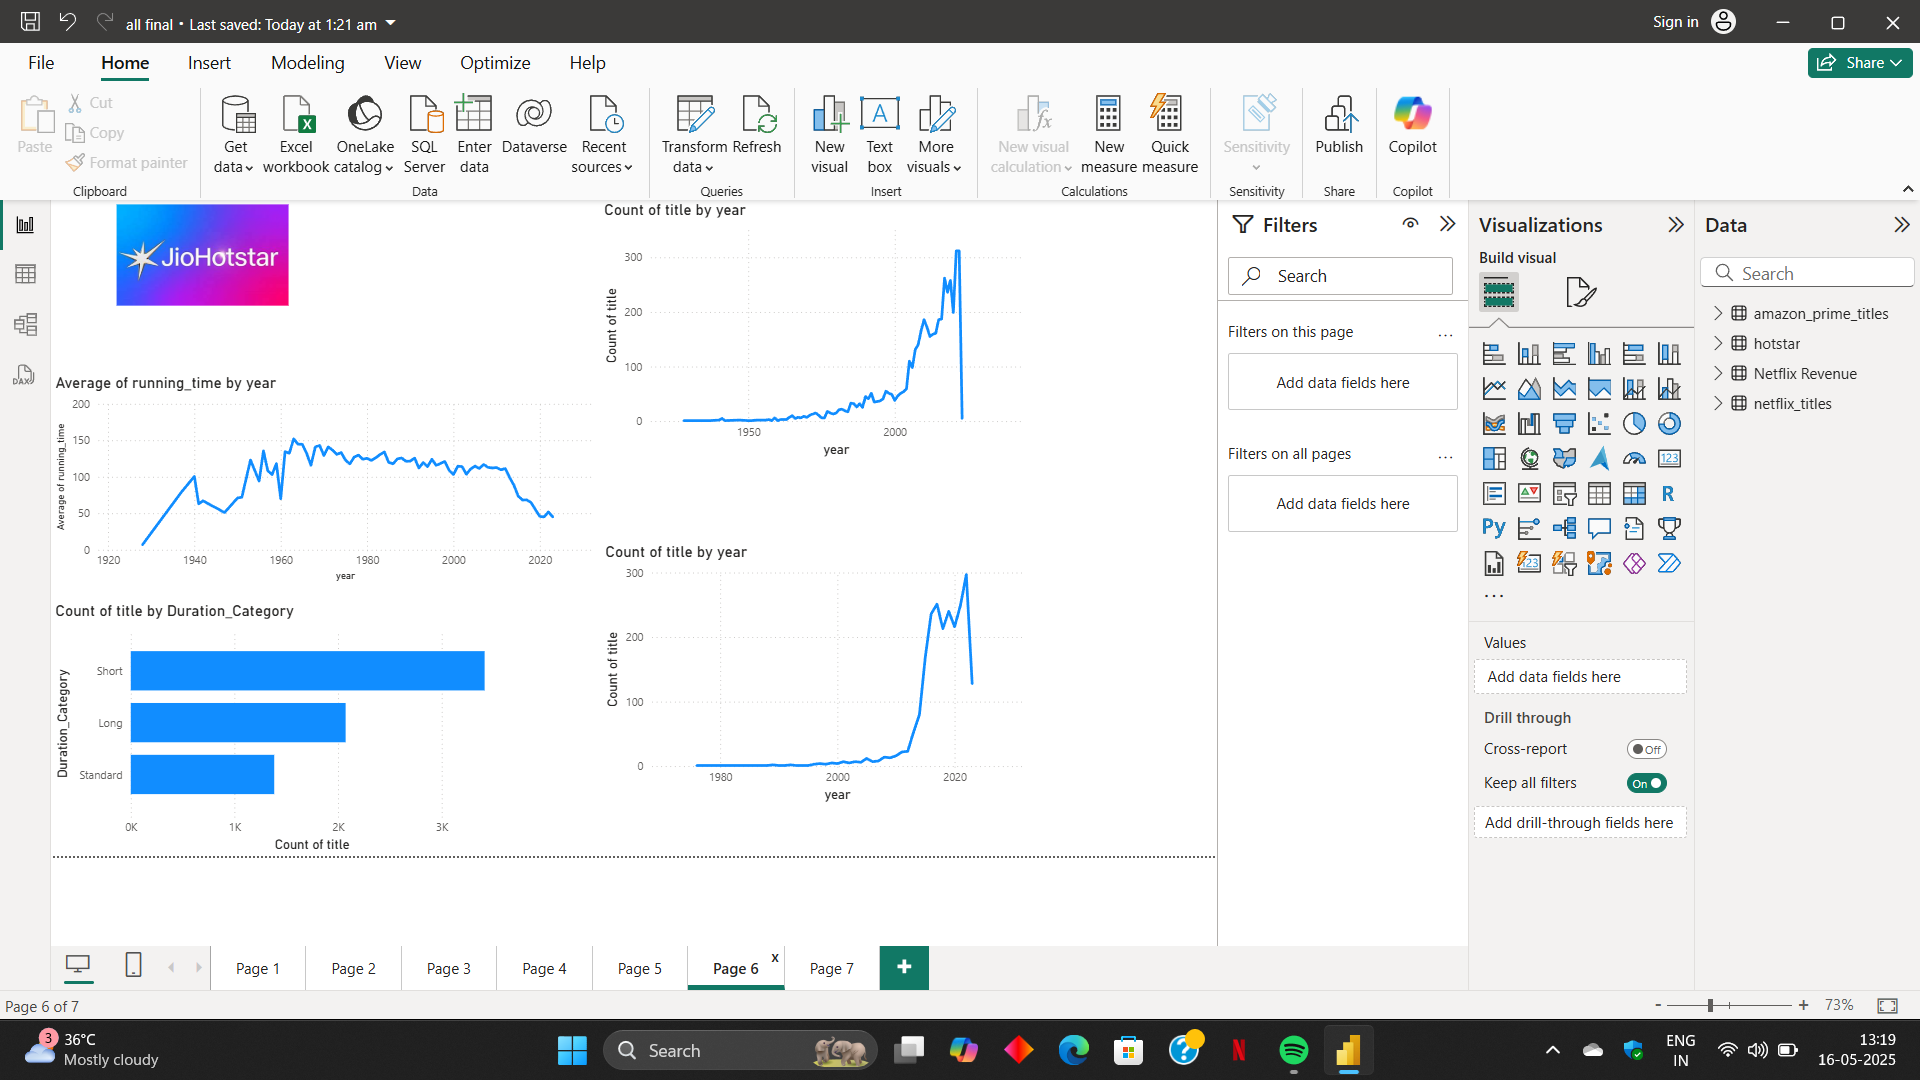 all final • Last saved: Today at 1:21 am
Sign in
File
Home
Insert
Modeling
View
Optimize
Help
Share
Paste
Cut
Copy
Format painter
Clipboard
Get data
Excel workbook
OneLake catalog
SQL Server
Enter data
Dataverse
Recent sources
Data
Transform data
Refresh
Queries
New visual
Text box
More visuals
Insert
New visual calculation
New measure
Quick measure
Calculations
Sensitivity
Sensitivity
Publish
Share
Copilot
Copilot
JioHotstar
Average of running_time by year
Average of running_time
200
150
100
50
0
1920
1940
1960
1980
2000
2020
year
Count of title by Duration_Category
Duration_Category
Short
Long
Standard
0K
1K
2K
3K
Count of title
Count of title by year
Count of title
300
200
100
0
1950
2000
year
Count of title by year
Count of title
300
200
100
0
1980
2000
2020
year
Filters
Search
Filters on this page
...
Add data fields here
Filters on all pages
...
Add data fields here
Visualizations
Build visual
123
R
Py
123
...
Values
Add data fields here
Drill through
Cross-report
Off
Keep all filters
On
Add drill-through fields here
Data
Search
amazon_prime_titles
hotstar
Netflix Revenue
netflix_titles
DAX
Page 1
Page 2
Page 3
Page 4
Page 5
Page 6
x
Page 7
+
Page 6 of 7
-
+
73%
3
36°C
Mostly cloudy
Search
N
ENG
IN
13:19
16-05-2025